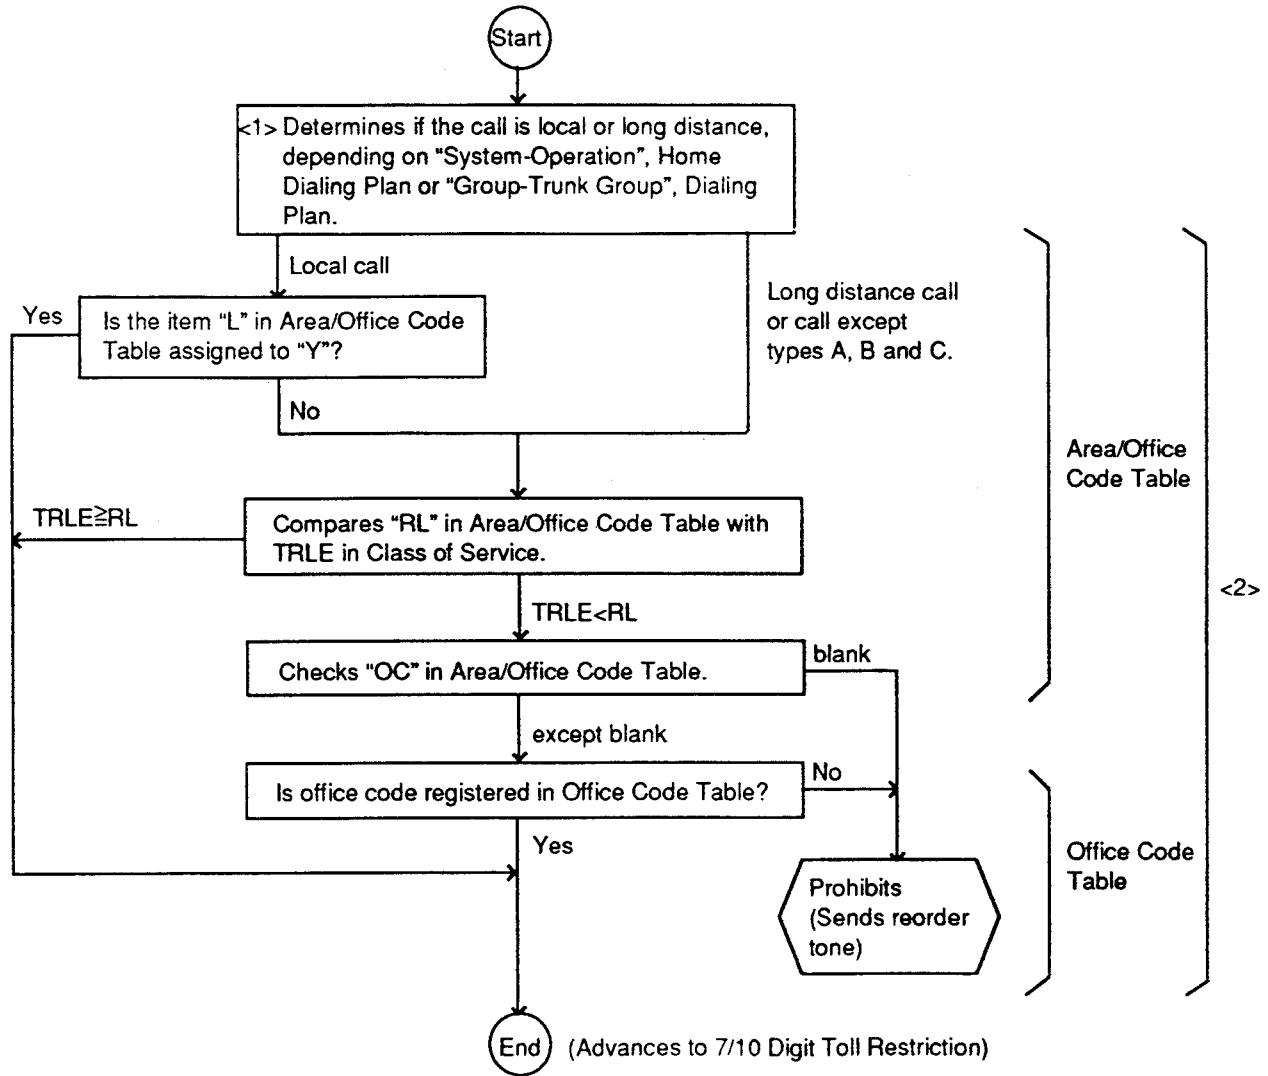 Start
<1> Determines if the call is local or long distance,
depending on "System-Operation", Home
Dialing Plan or "Group-Trunk Group", Dialing
Plan.
Local call
Long distance call
or call except
types A, B and C.
Yes
Is the item "L" in Area/Office Code
Table assigned to "Y"?
No
Area/Office
Code Table
TRLE≧RL
Compares "RL" in Area/Office Code Table with
TRLE in Class of Service.
<2>
TRLE<RL
Checks "OC" in Area/Office Code Table.
blank
except blank
Is office code registered in Office Code Table?
No
Yes
Office Code
Table
Prohibits
(Sends reorder
tone)
End
(Advances to 7/10 Digit Toll Restriction)